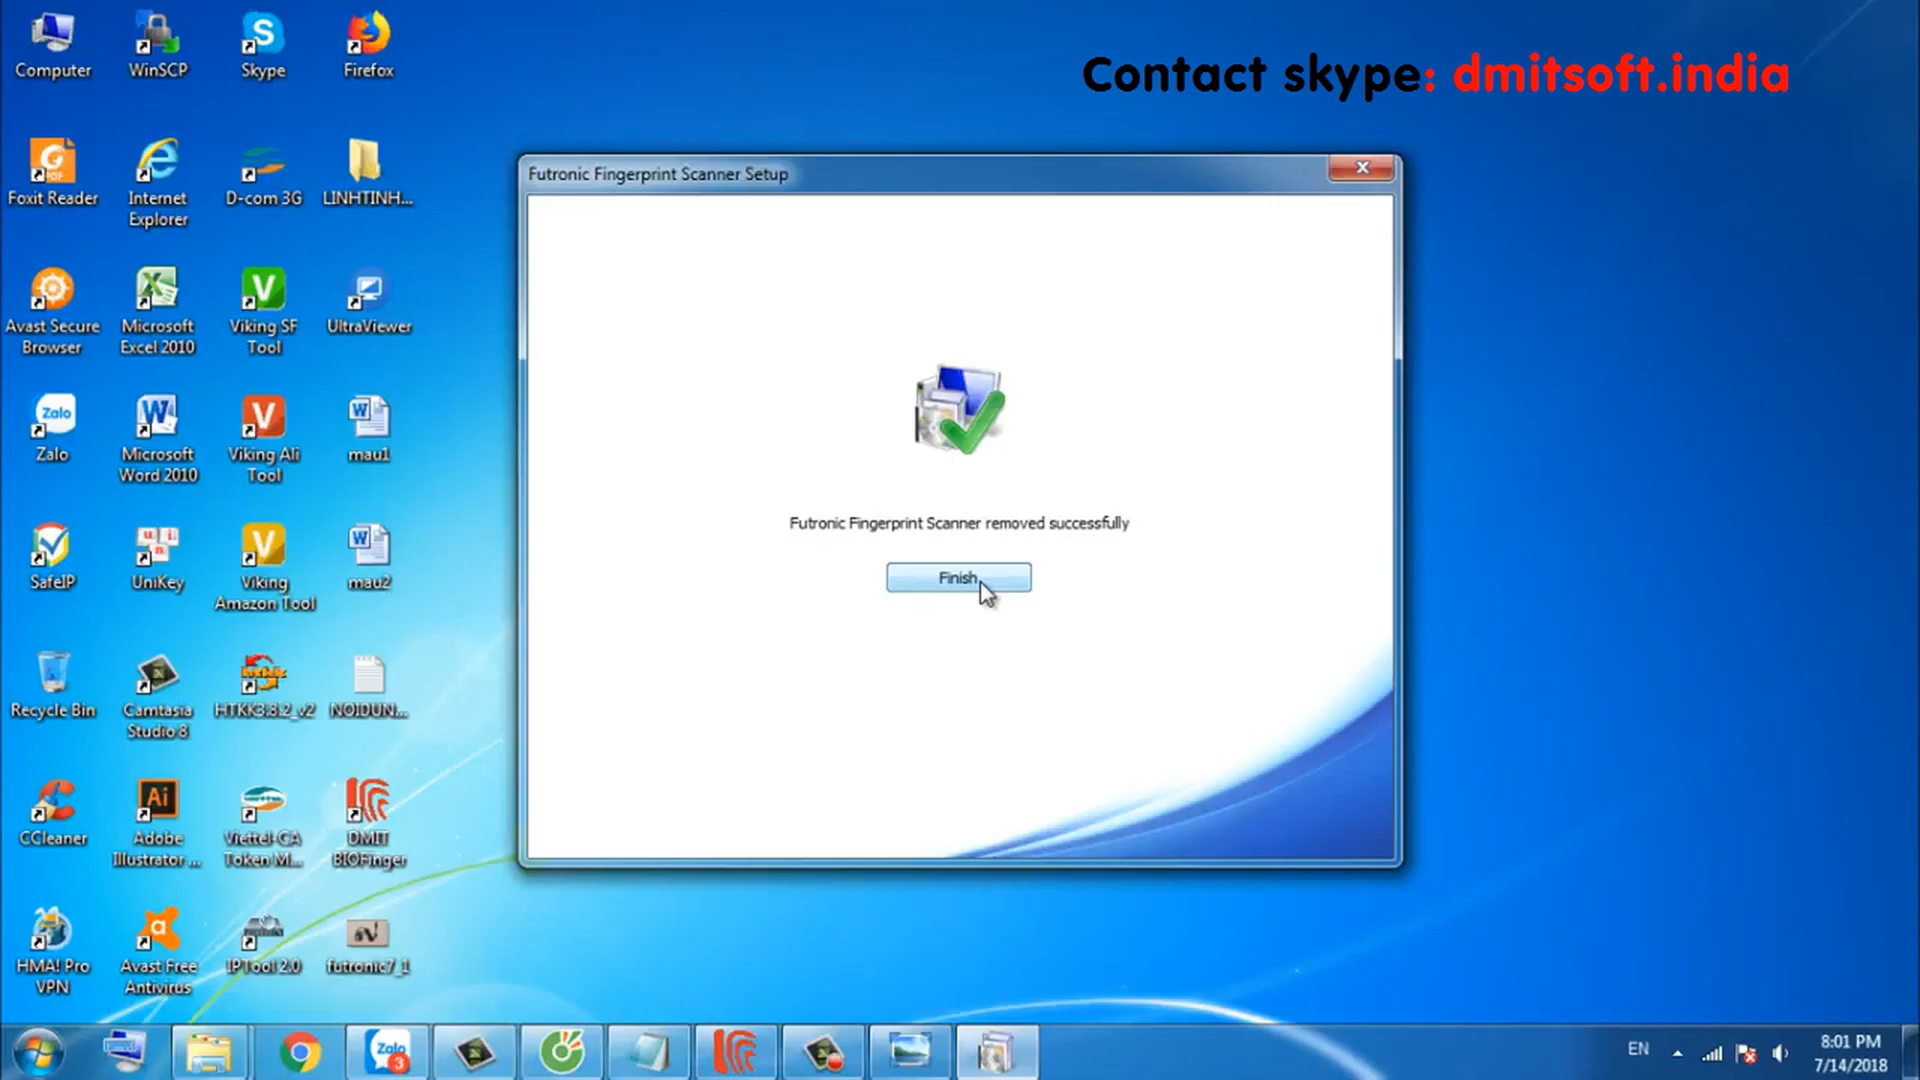 Contact skype: dmitsoft.india
Computer
WinSCP
Skype
Firefox
Foxit Reader
Internet
Explorer
D-com 3G
LINHTINH...
Avast Secure
Browser
Microsoft
Excel 2010
Viking SF
Tool
UltraViewer
Zalo
Zalo
Microsoft
Word 2010
Viking Ali
Tool
mau1
SafeIP
UniKey
Viking
Amazon Tool
mau2
Recycle Bin
Camtasia
Studio 8
HTKK3.8.2_v2
NOIDUN...
CCleaner
Ai
Adobe
Illustrator ...
Viettel-CA
Token M...
DMIT
BIOFinger
HMA! Pro
VPN
Avast Free
Antivirus
IPTool 2.0
futronic7_1
Futronic Fingerprint Scanner Setup
Futronic Fingerprint Scanner removed successfully
Finish
Zalo
3
EN
8:01 PM
7/14/2018